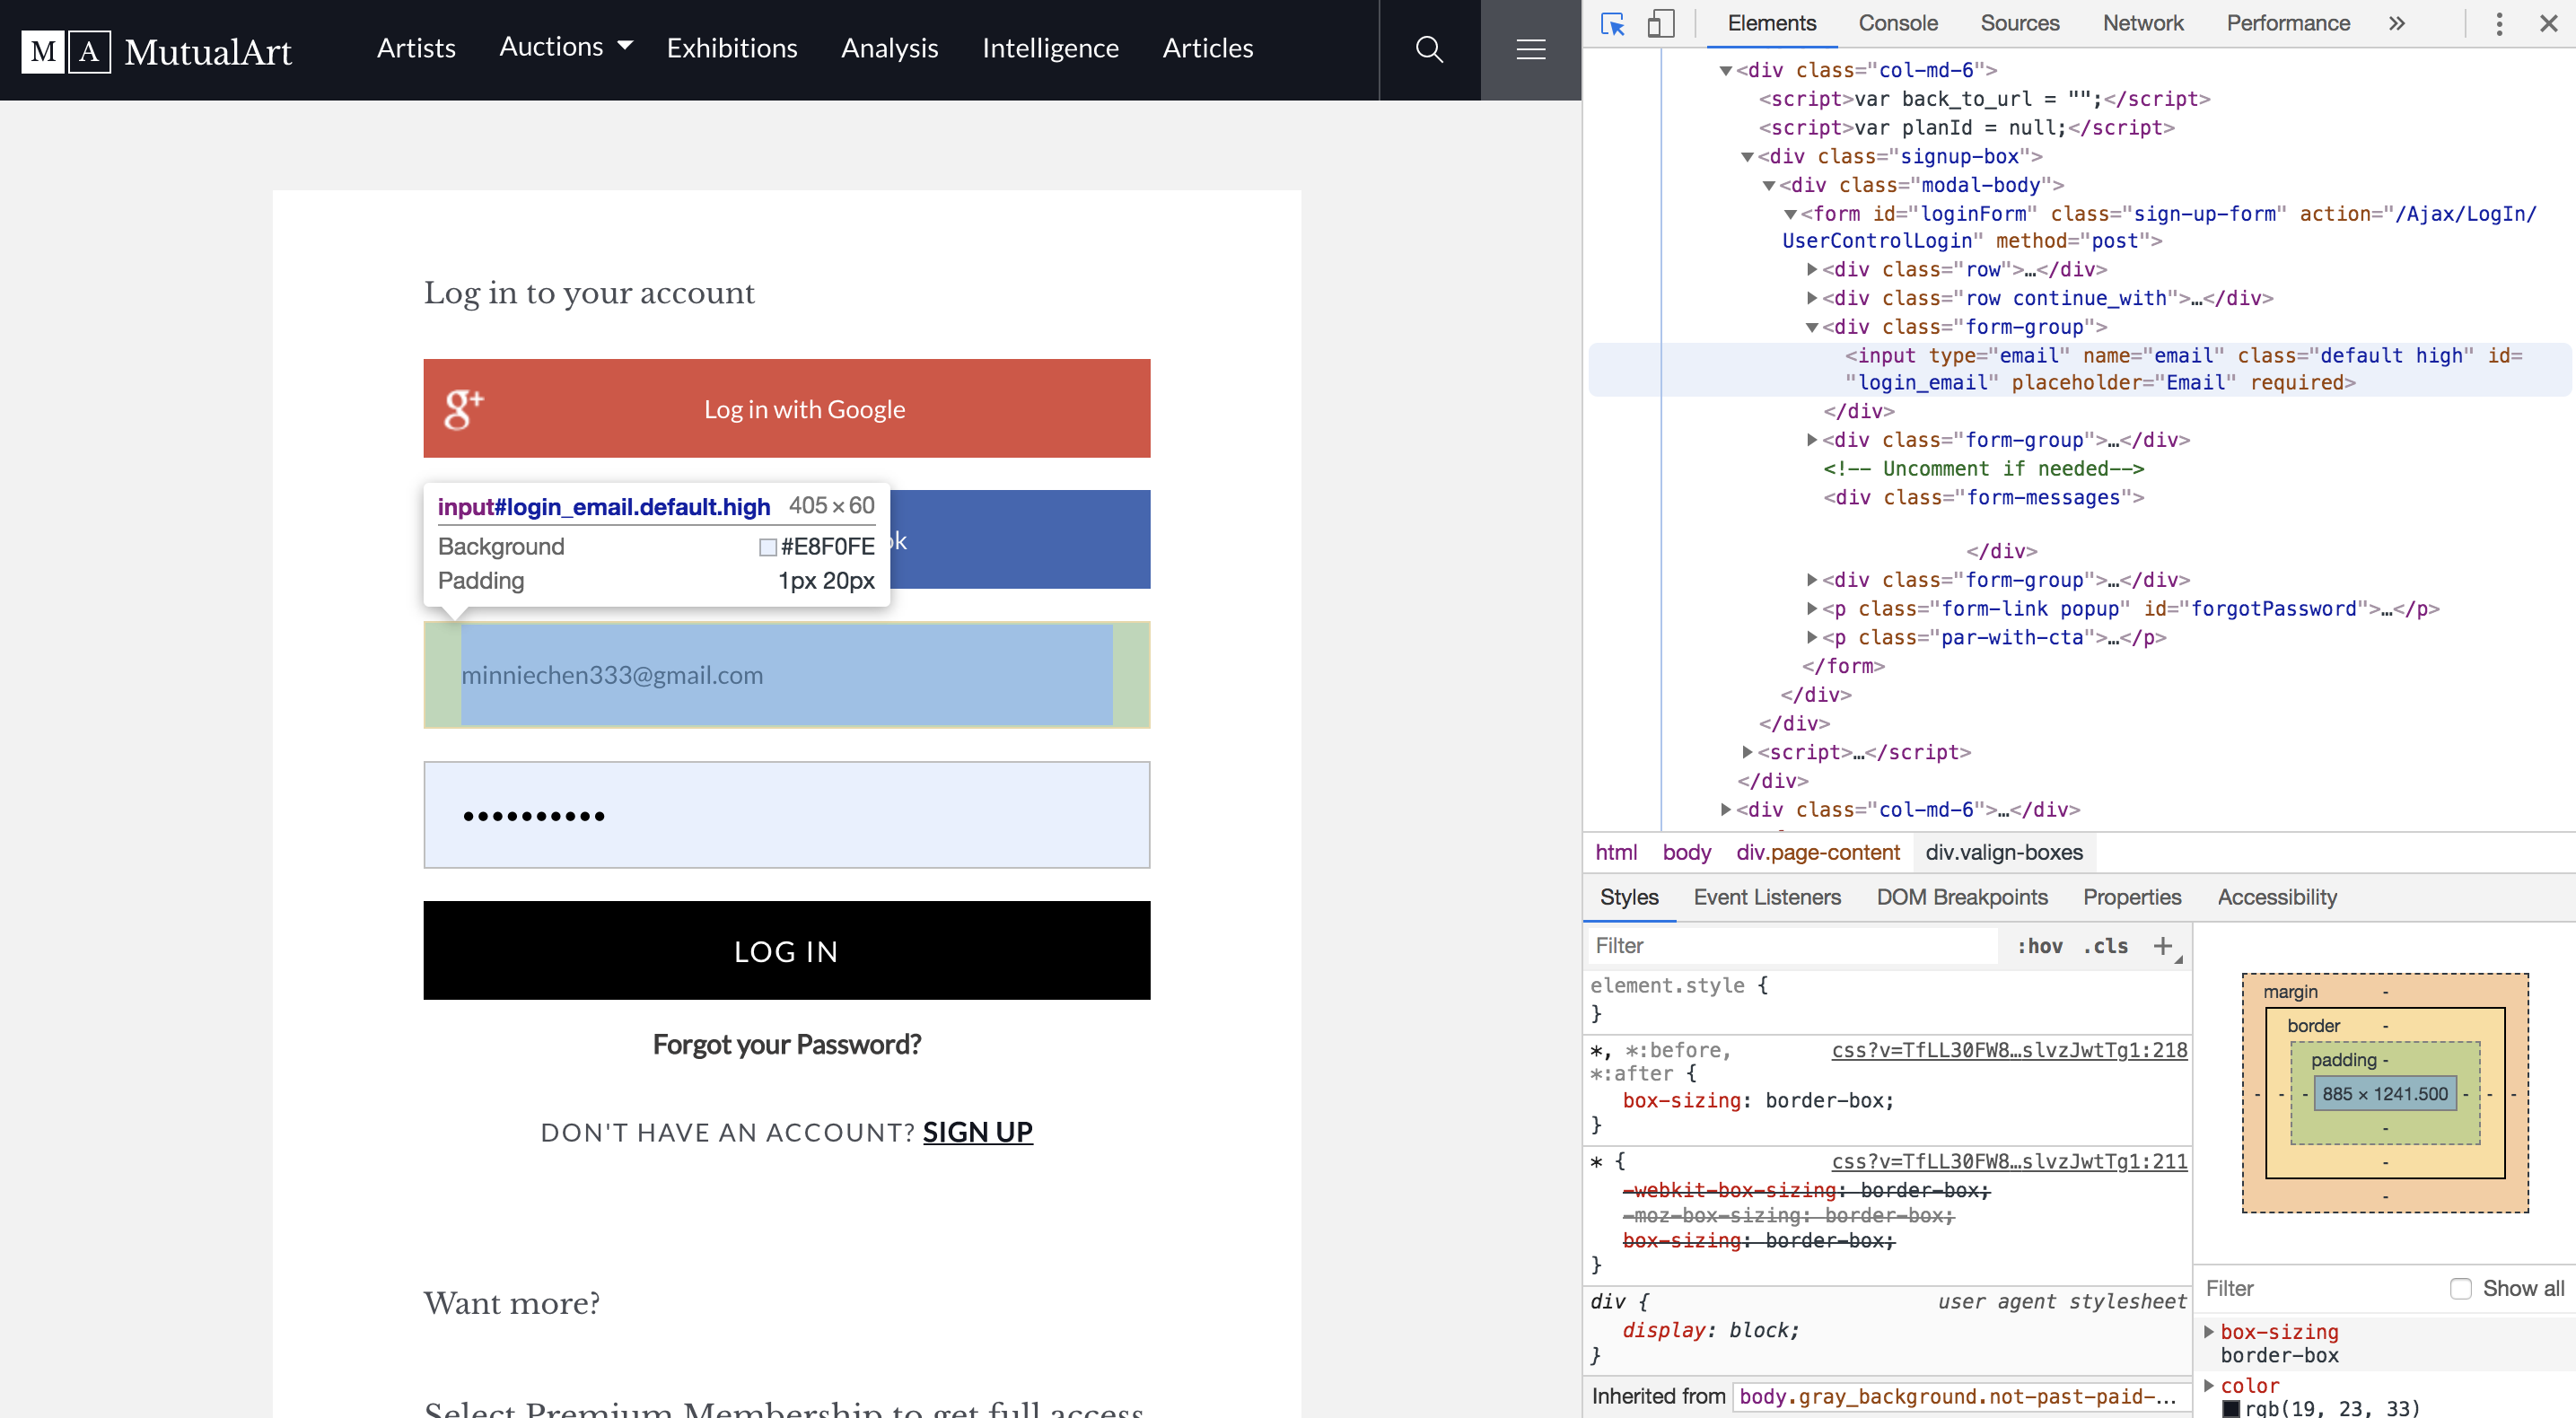 M A MutualArt Artists Auctions Exhibitions Analysis Intelligence Articles
Log in to your account
g+ Log in with Google
ok
input#login_email.default.high 405 × 60
Background #E8F0FE
Padding 1px 20px
minniechen333@gmail.com
••••••••••
LOG IN
Forgot your Password?
DON'T HAVE AN ACCOUNT? SIGN UP
Want more?
Select Premium Membership to get full access
Elements Console Sources Network Performance »
<div class="col-md-6">
<script>var back_to_url = "";</script>
<script>var planId = null;</script>
<div class="signup-box">
<div class="modal-body">
<form id="loginForm" class="sign-up-form" action="/Ajax/LogIn/
UserControlLogin" method="post">
<div class="row">…</div>
<div class="row continue_with">…</div>
<div class="form-group">
<input type="email" name="email" class="default high" id=
"login_email" placeholder="Email" required>
</div>
<div class="form-group">…</div>
<!-- Uncomment if needed-->
<div class="form-messages">
</div>
<div class="form-group">…</div>
<p class="form-link popup" id="forgotPassword">…</p>
<p class="par-with-cta">…</p>
</form>
</div>
</div>
<script>…</script>
</div>
<div class="col-md-6">…</div>
html body div.page-content div.valign-boxes
Styles Event Listeners DOM Breakpoints Properties Accessibility
Filter :hov .cls +
element.style {
}
*, *:before, css?v=TfLL30FW8…slvzJwtTg1:218
*:after {
box-sizing: border-box;
}
* { css?v=TfLL30FW8…slvzJwtTg1:211
-webkit-box-sizing: border-box;
-moz-box-sizing: border-box;
box-sizing: border-box;
}
div { user agent stylesheet
display: block;
}
Inherited from body.gray_background.not-past-paid-…
margin -
border -
padding -
- - - 885 × 1241.500 - - -
-
-
-
Filter Show all
box-sizing
border-box
color
rgb(19, 23, 33)